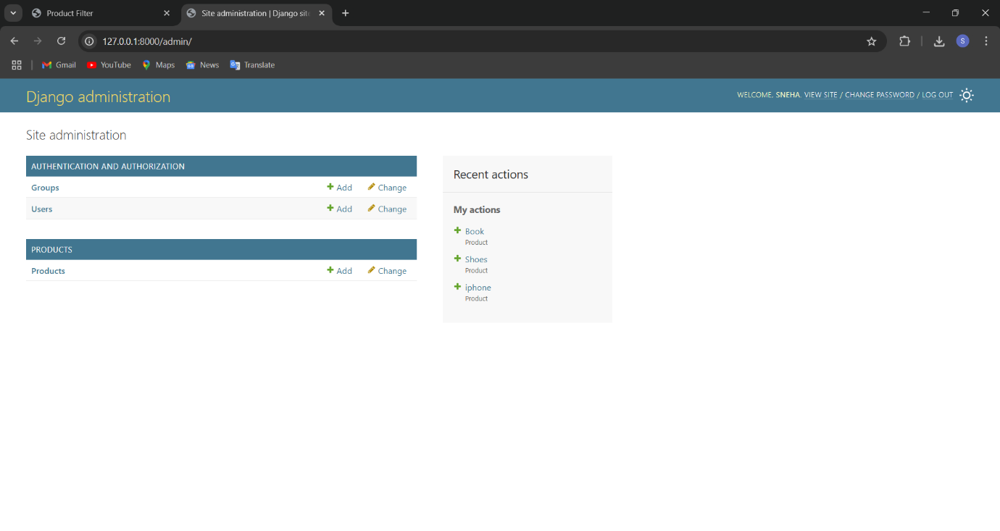 Product Filter
Site administration | Django site
127.0.0.1:8000/admin/
S
Gmail YouTube Maps News Translate
Django administration
WELCOME, SNEHA. VIEW SITE / CHANGE PASSWORD / LOG OUT
Site administration
AUTHENTICATION AND AUTHORIZATION
Groups Add Change
Users Add Change
PRODUCTS
Products Add Change
Recent actions
My actions
Book
Product
Shoes
Product
iphone
Product